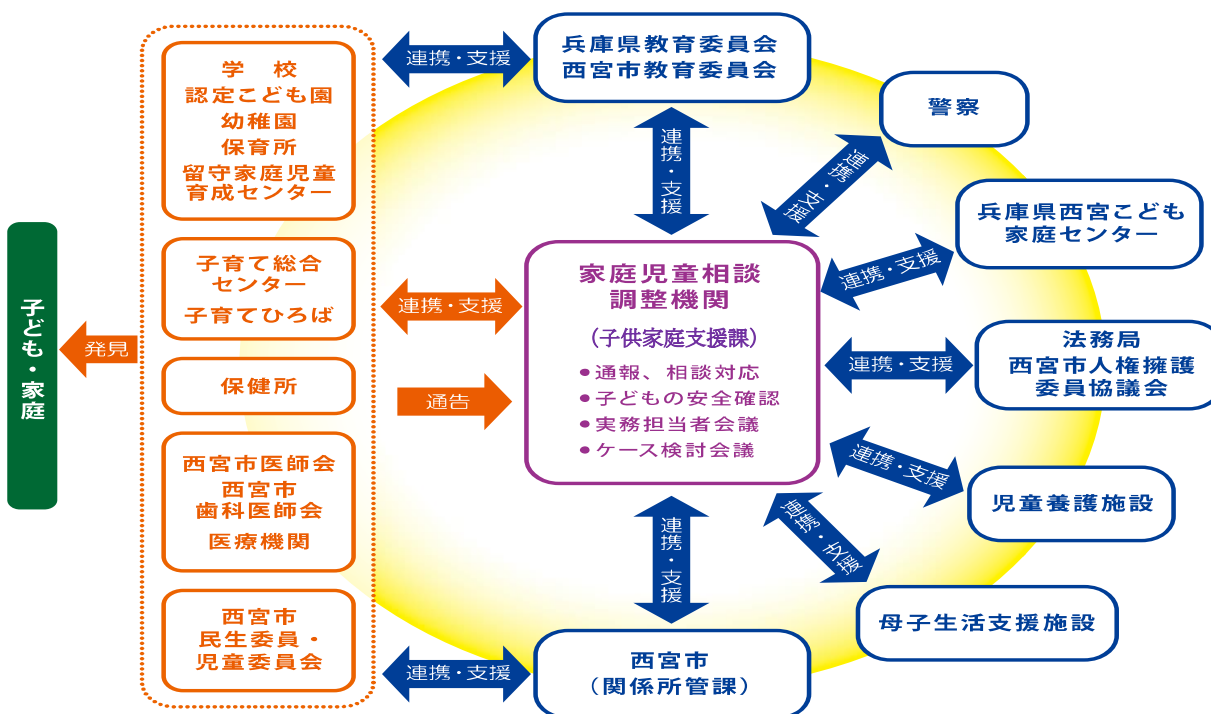 子ども・家庭
発見
学　校
認定こども園
幼稚園
保育所
留守家庭児童
育成センター
子育て総合
センター
子育てひろば
保健所
西宮市医師会
西宮市
歯科医師会
医療機関
西宮市
民生委員・
児童委員会
連携・支援
連携・支援
通告
連携・支援
兵庫県教育委員会
西宮市教育委員会
連携・支援
家庭児童相談
調整機関
(子供家庭支援課)
•通報、相談対応
•子どもの安全確認
•実務担当者会議
•ケース検討会議
連携・支援
西宮市
（関係所管課）
連携・支援
警察
連携・支援
兵庫県西宮こども
家庭センター
連携・支援
法務局
西宮市人権擁護
委員協議会
連携・支援
児童養護施設
連携・支援
母子生活支援施設